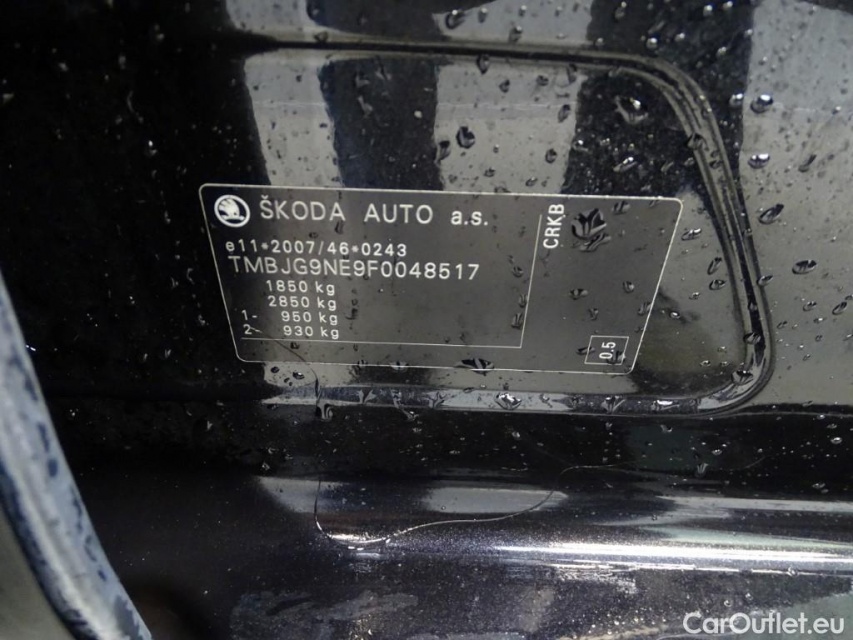 ŠKODA AUTO a.s.
e11*2007/46*0243
TMBJG9NE9F0048517
1850 kg
2850 kg
1- 950 kg
2- 930 kg
CRKB
0.5
CarOutlet.eu